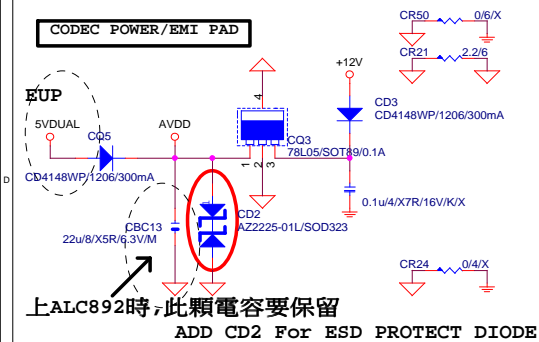 CODEC POWER/EMI PAD
CR50 0/6/X
CR21 2.2/6
+12V
EUP
5VDUAL
AVDD
CQ5
CD4148WP/1206/300mA
4
CQ3
78L05/SOT89/0.1A
1 2 3
CD3
CD4148WP/1206/300mA
D
0.1u/4/X7R/16V/K/X
CBC13
22u/8/X5R/6.3V/M
CD2
AZ2225-01L/SOD323
CR24 0/4/X
上ALC892時,此顆電容要保留
ADD CD2 For ESD PROTECT DIODE